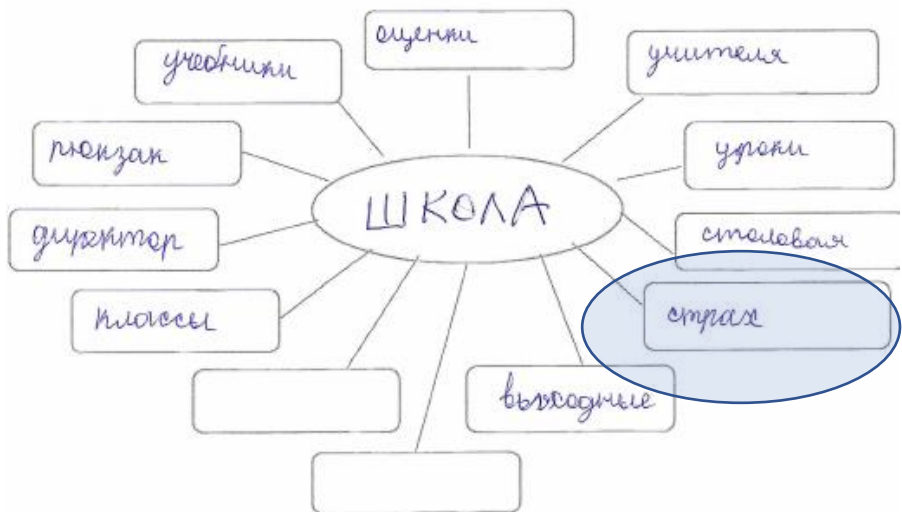 оценки
учебники
учителя
рюкзак
уроки
ШКОЛА
директор
столовая
классы
страх
выходные